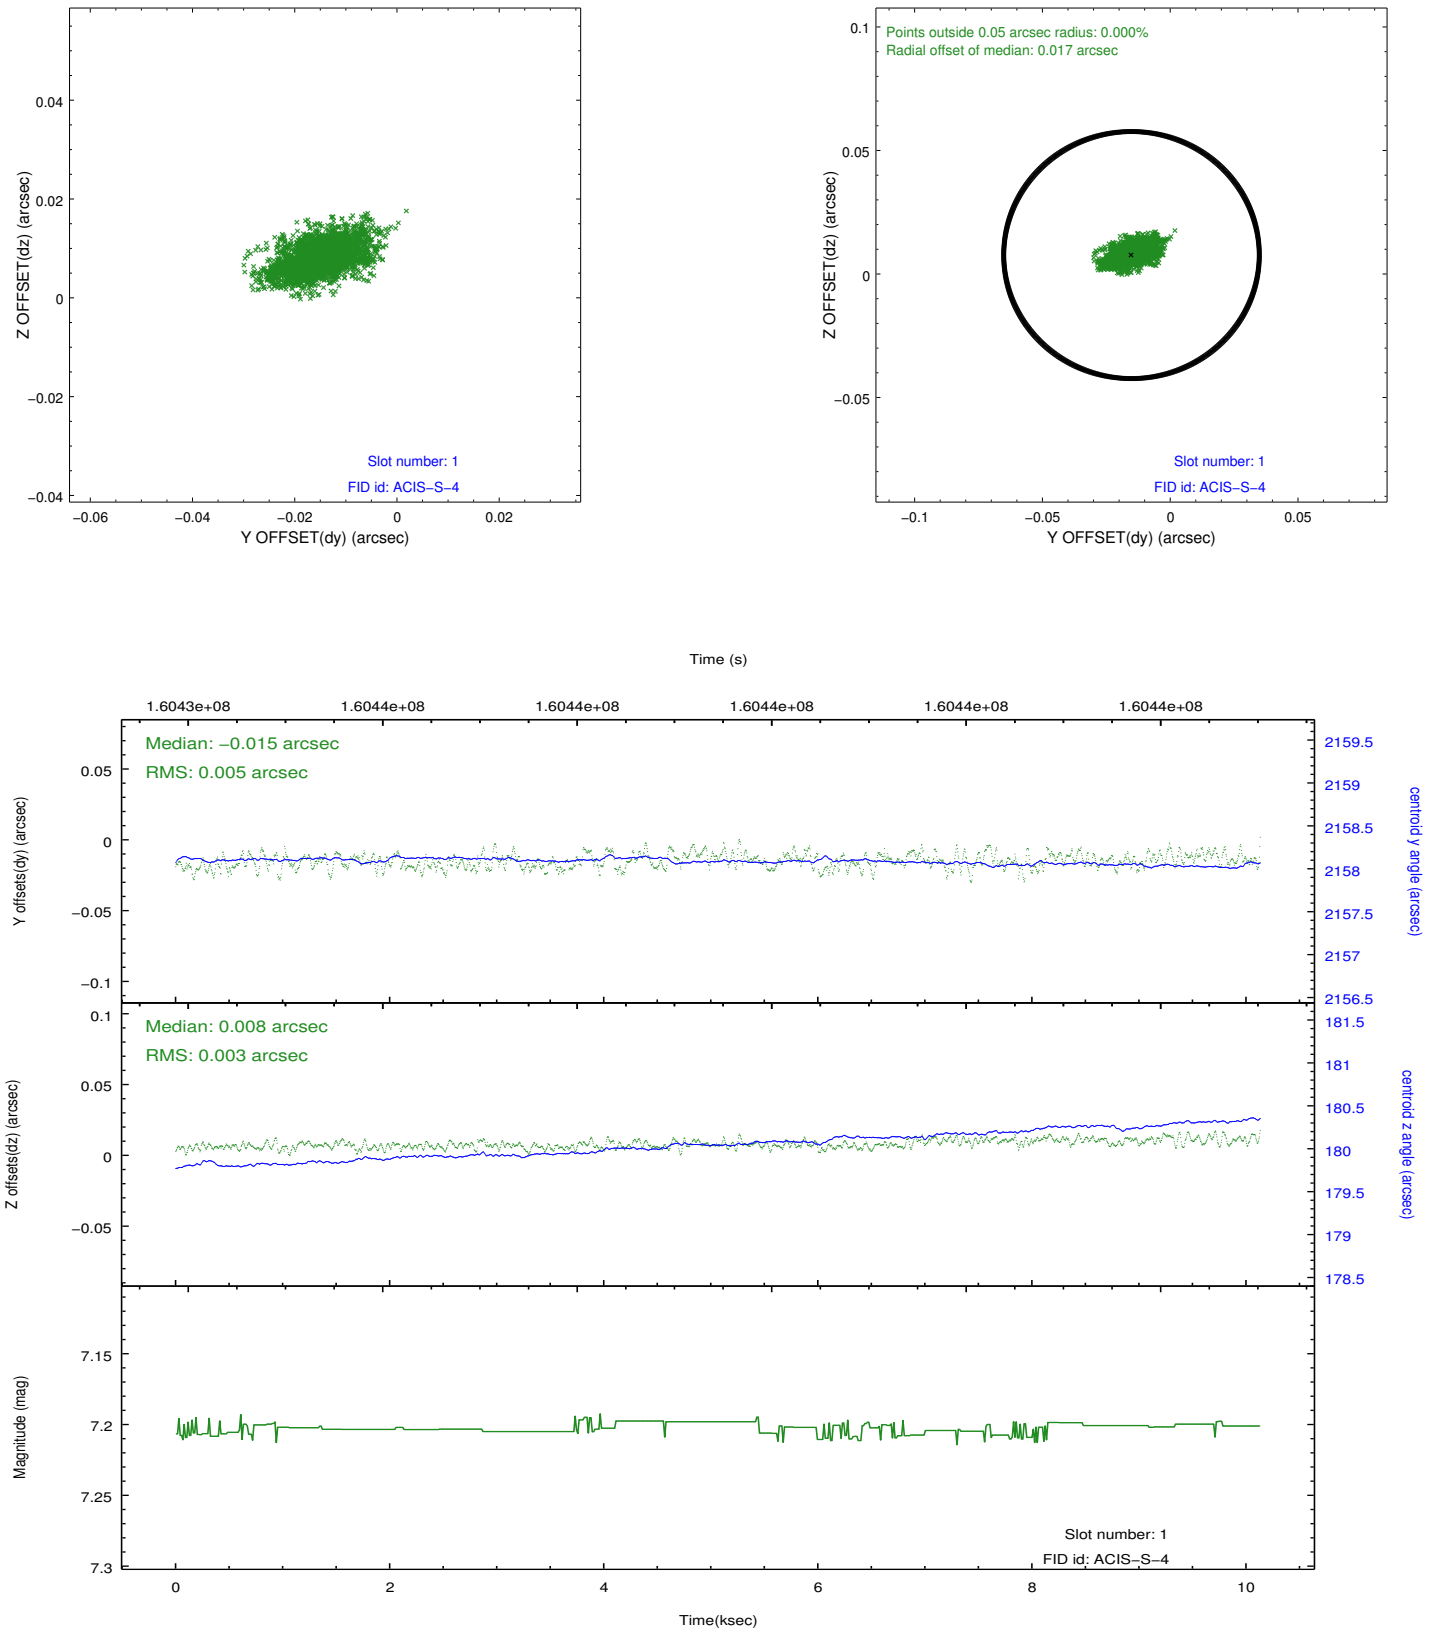 0.04
0.02
0
−0.02
−0.04
Z OFFSET(dz) (arcsec)
Slot number: 1
FID id: ACIS−S−4
−0.06
−0.04
−0.02
0
0.02
Y OFFSET(dy) (arcsec)
Points outside 0.05 arcsec radius: 0.000%
Radial offset of median: 0.017 arcsec
0.1
0.05
0
−0.05
Z OFFSET(dz) (arcsec)
Slot number: 1
FID id: ACIS−S−4
−0.1
−0.05
0
0.05
Y OFFSET(dy) (arcsec)
Time (s)
1.6043e+08
1.6044e+08
1.6044e+08
1.6044e+08
1.6044e+08
1.6044e+08
Median: −0.015 arcsec
RMS: 0.005 arcsec
0.05
0
−0.05
−0.1
Y offsets(dy) (arcsec)
2159.5
2159
2158.5
2158
2157.5
2157
2156.5
centroid y angle (arcsec)
Median: 0.008 arcsec
RMS: 0.003 arcsec
0.1
0.05
0
−0.05
Z offsets(dz) (arcsec)
181.5
181
180.5
180
179.5
179
178.5
centroid z angle (arcsec)
7.15
7.2
7.25
7.3
Magnitude (mag)
Slot number: 1
FID id: ACIS−S−4
0
2
4
6
8
10
Time(ksec)